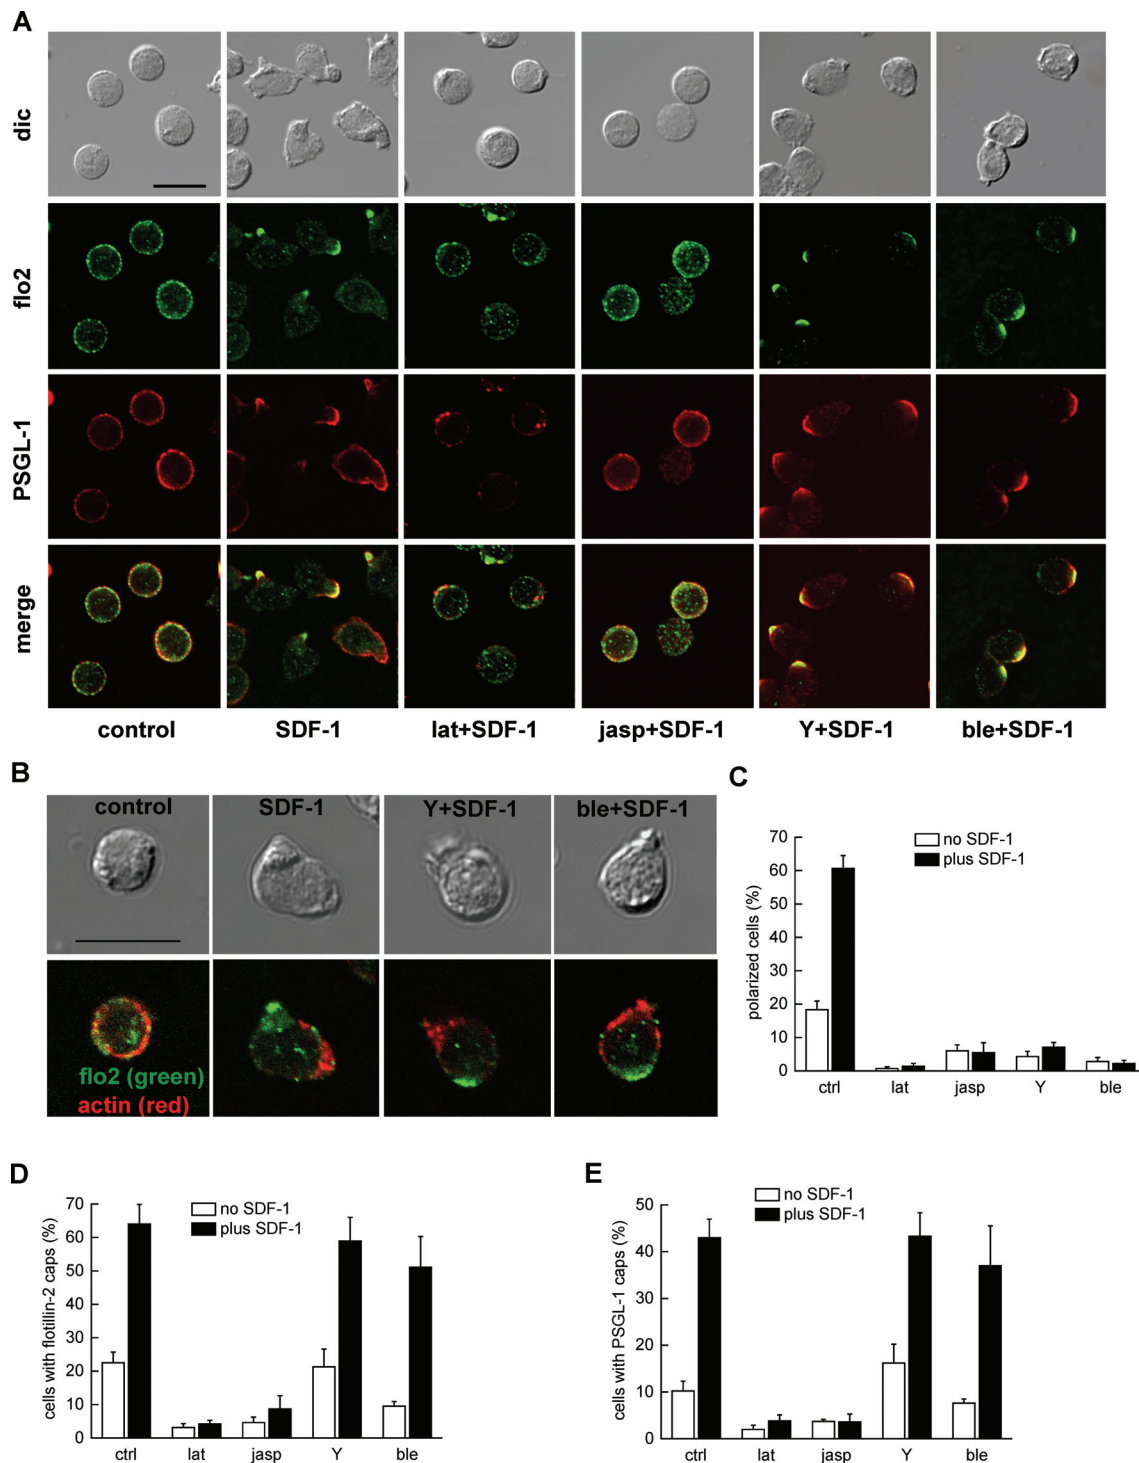 A
dic
flo2
PSGL-1
merge
control SDF-1 lat+SDF-1 jasp+SDF-1 Y+SDF-1 ble+SDF-1
B
control SDF-1 Y+SDF-1 ble+SDF-1
flo2 (green)
actin (red)
C
no SDF-1
plus SDF-1
polarized cells (%)
70
60
50
40
30
20
10
0
ctrl lat jasp Y ble
D
no SDF-1
plus SDF-1
cells with flotillin-2 caps (%)
70
60
50
40
30
20
10
0
ctrl lat jasp Y ble
E
no SDF-1
plus SDF-1
cells with PSGL-1 caps (%)
50
40
30
20
10
0
ctrl lat jasp Y ble